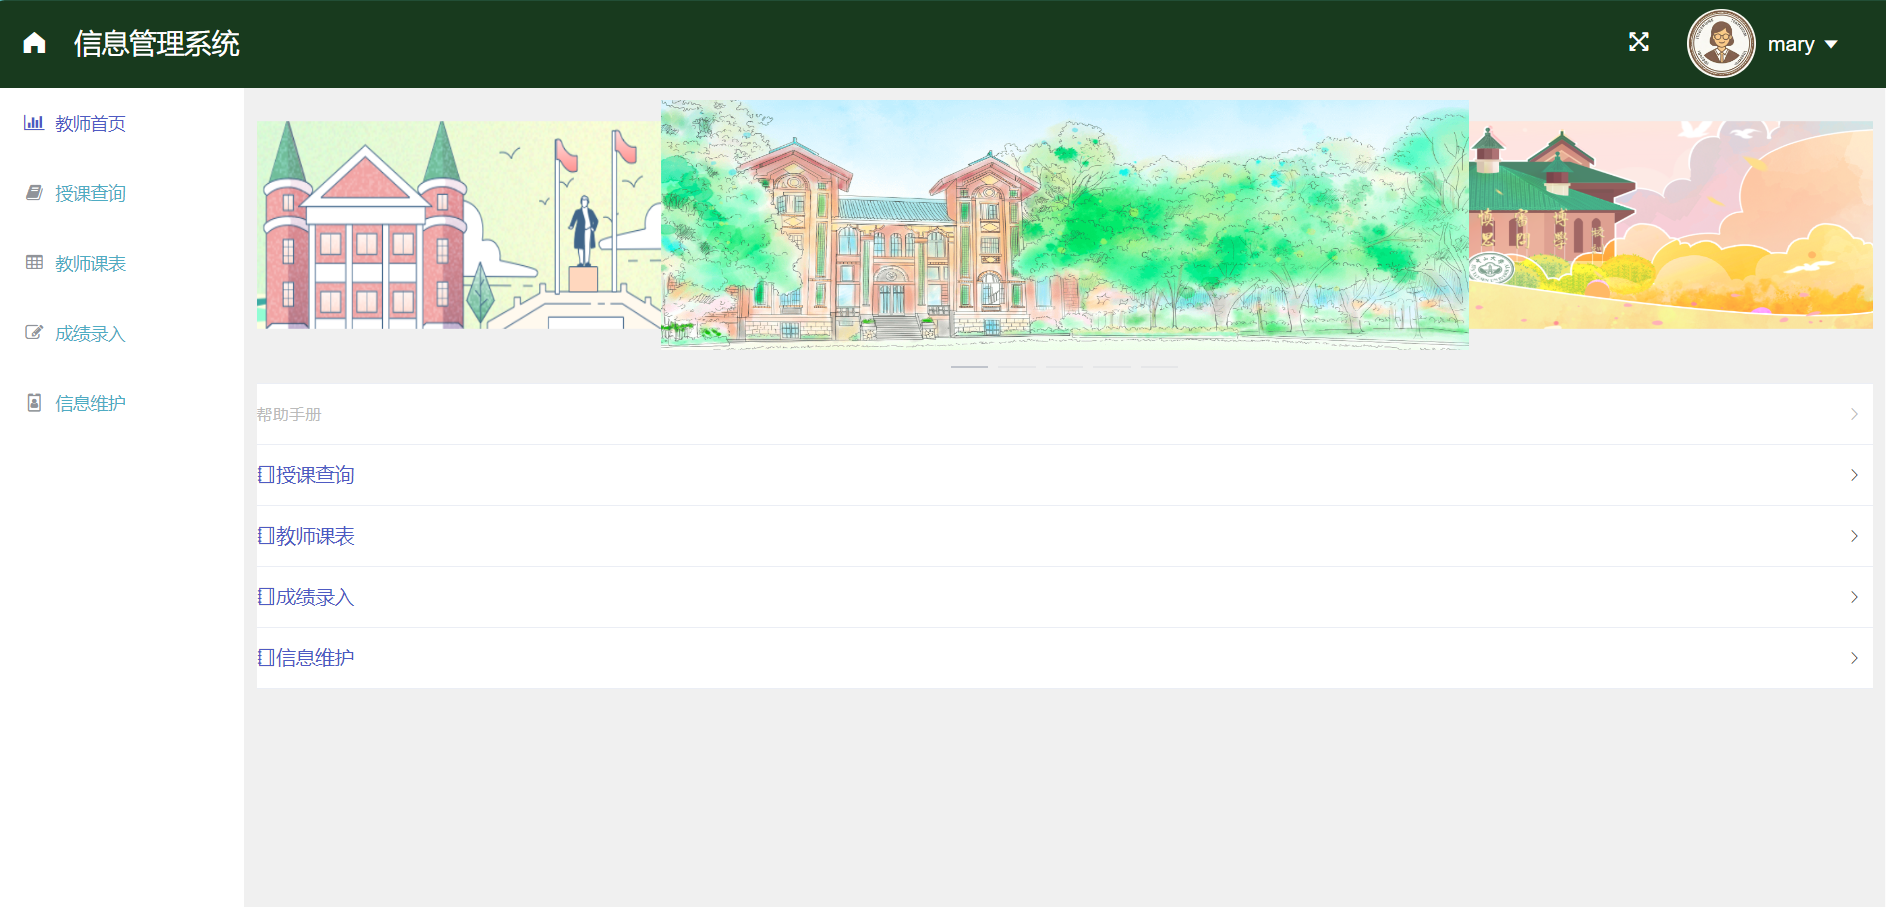 信息管理系统
mary
教师首页
授课查询
教师课表
成绩录入
信息维护
帮助手册
授课查询
教师课表
成绩录入
信息维护